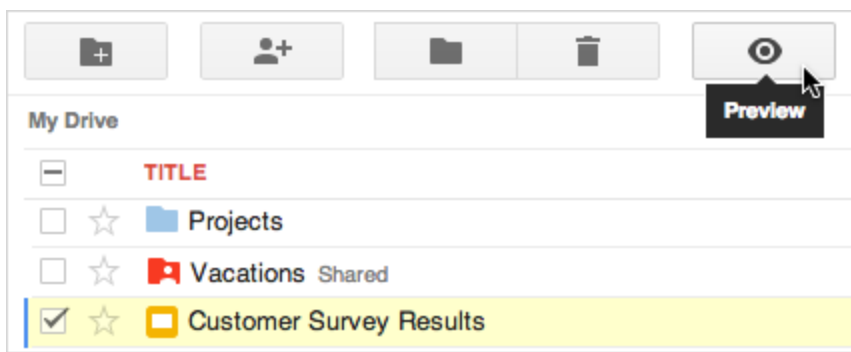 Preview
My Drive
TITLE
Projects
Vacations Shared
Customer Survey Results